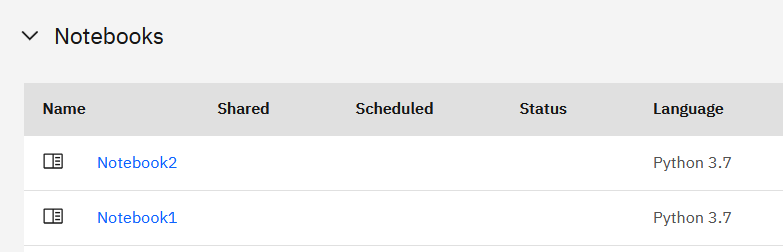 Notebooks
Name Shared Scheduled Status Language
Notebook2 Python 3.7
Notebook1 Python 3.7